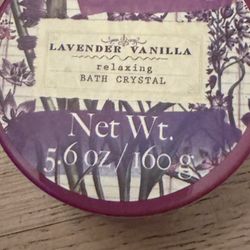 LAVENDER VANILLA
relaxing
BATH CRYSTAL
Net Wt.
5.6 oz / 160 g